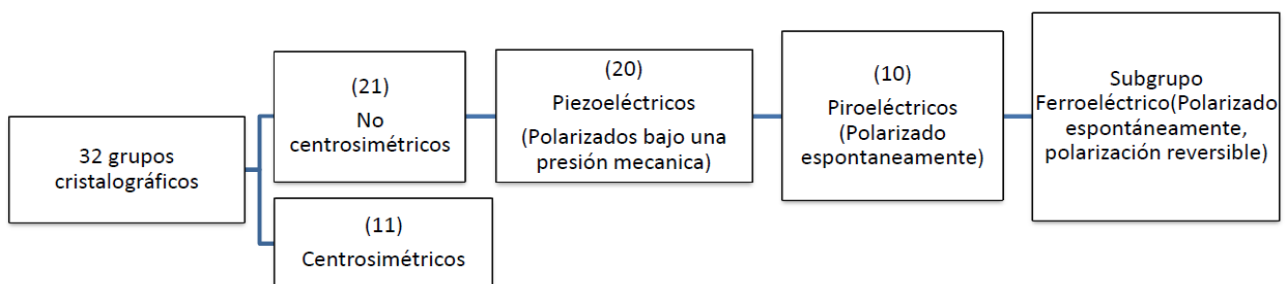 32 grupos
cristalográficos
(21)
No
centrosimétricos
(11)
Centrosimétricos
(20)
Piezoeléctricos
(Polarizados bajo una
presión mecanica)
(10)
Piroeléctricos
(Polarizado
espontaneamente)
Subgrupo
Ferroeléctrico(Polarizado
espontáneamente,
polarización reversible)